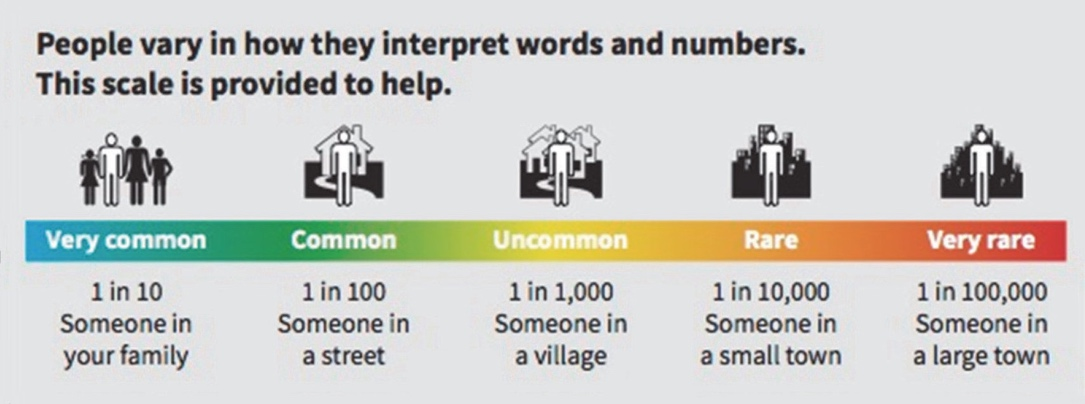 People vary in how they interpret words and numbers.
This scale is provided to help.
Very common
Common
Uncommon
Rare
Very rare
1 in 10
Someone in
your family
1 in 100
Someone in
a street
1 in 1,000
Someone in
a village
1 in 10,000
Someone in
a small town
1 in 100,000
Someone in
a large town